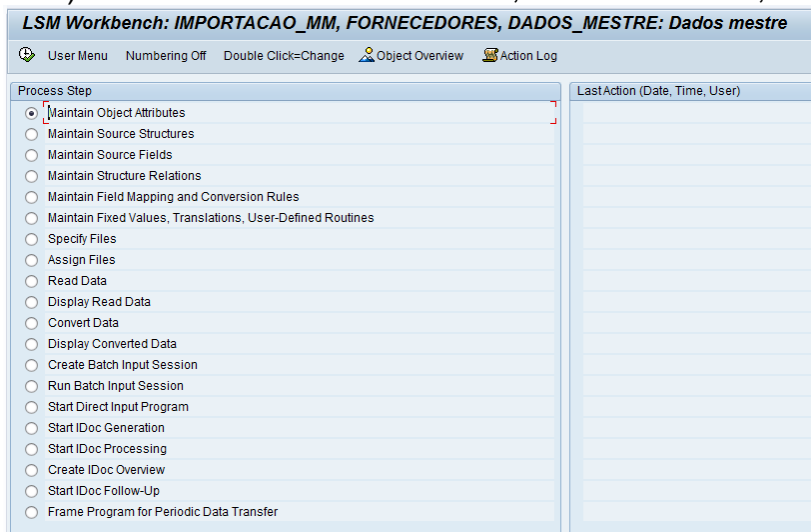 LSM Workbench: IMPORTACAO_MM, FORNECEDORES, DADOS_MESTRE: Dados mestre
User Menu Numbering Off Double Click=Change Object Overview Action Log
Process Step
Last Action (Date, Time, User)
Maintain Object Attributes
Maintain Source Structures
Maintain Source Fields
Maintain Structure Relations
Maintain Field Mapping and Conversion Rules
Maintain Fixed Values, Translations, User-Defined Routines
Specify Files
Assign Files
Read Data
Display Read Data
Convert Data
Display Converted Data
Create Batch Input Session
Run Batch Input Session
Start Direct Input Program
Start IDoc Generation
Start IDoc Processing
Create IDoc Overview
Start IDoc Follow-Up
Frame Program for Periodic Data Transfer